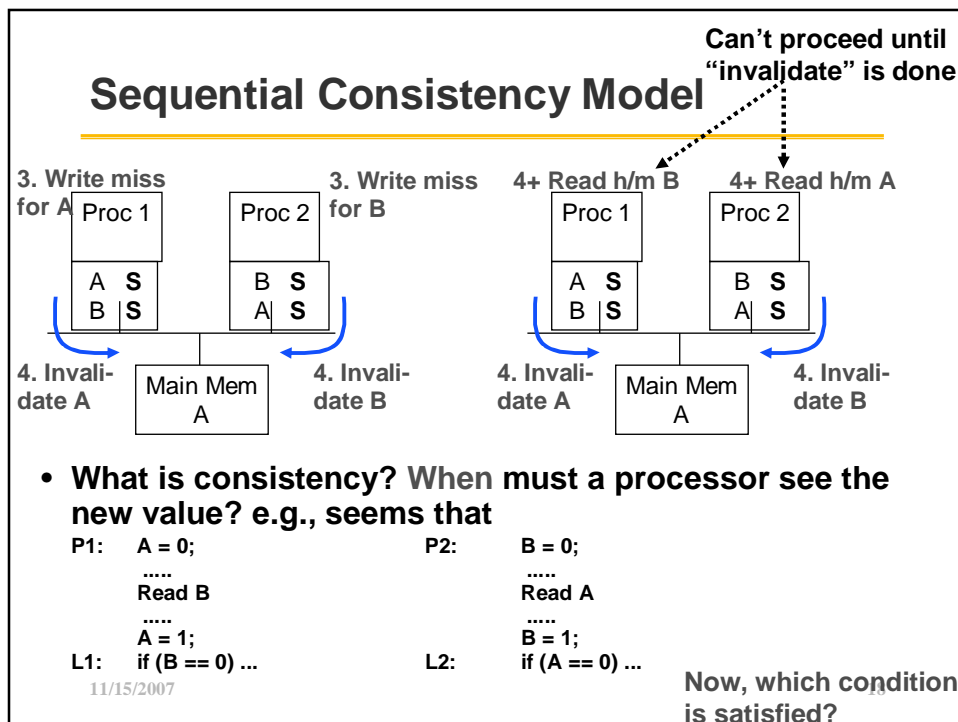 Can't proceed until
"invalidate" is done
Sequential Consistency Model
3. Write miss
for A
3. Write miss
for B
4+ Read h/m B
4+ Read h/m A
Proc 1
Proc 2
Proc 1
Proc 2
A S
B S
B S
A S
A S
B S
B S
A S
4. Invali-
date A
Main Mem
A
4. Invali-
date B
4. Invali-
date A
Main Mem
A
4. Invali-
date B
• What is consistency? When must a processor see the
new value? e.g., seems that
P1: A = 0; P2: B = 0;
..... .....
Read B Read A
..... .....
A = 1; B = 1;
L1: if (B == 0) ... L2: if (A == 0) ...
11/15/2007
18
Now, which condition
is satisfied?